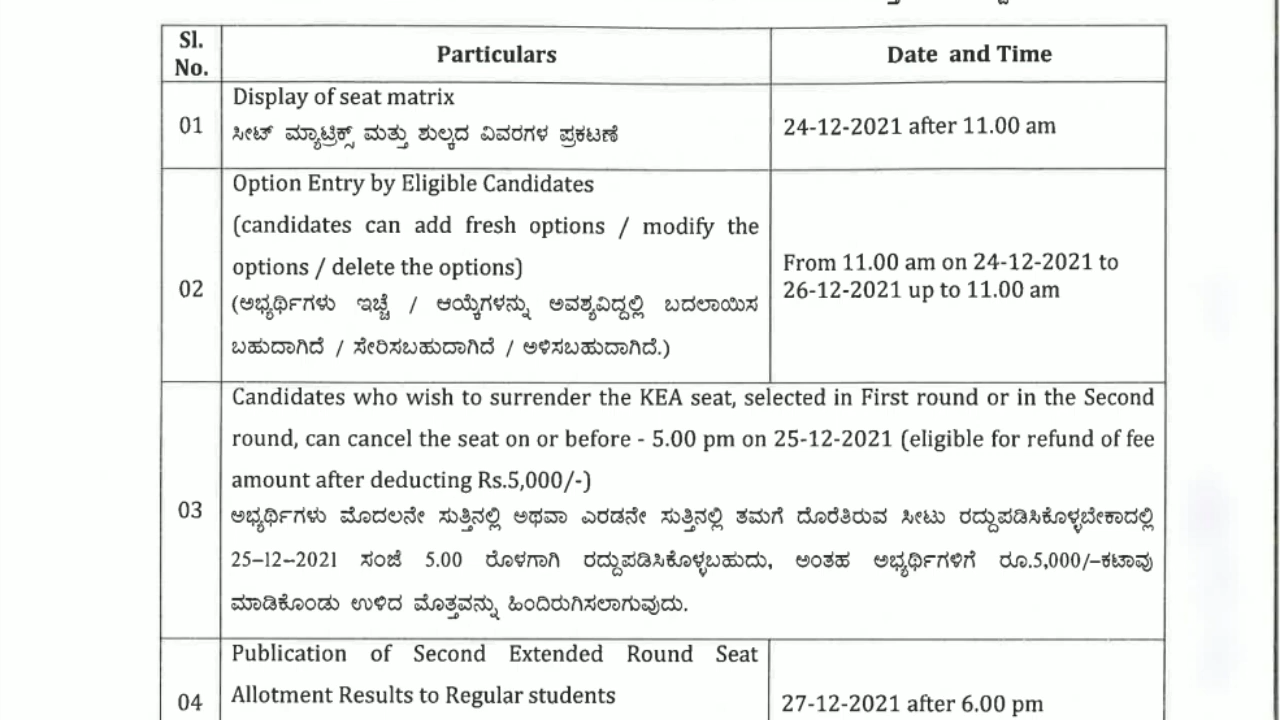 Sl.
No.
Particulars
Date and Time
01
Display of seat matrix
ಸೀಟ್ ಮ್ಯಾಟ್ರಿಕ್ಸ್ ಮತ್ತು ಶುಲ್ಕದ ವಿವರಗಳ ಪ್ರಕಟಣೆ
24-12-2021 after 11.00 am
02
Option Entry by Eligible Candidates
(candidates can add fresh options / modify the
options / delete the options)
(ಅಭ್ಯರ್ಥಿಗಳು ಇಚ್ಛೆ / ಆಯ್ಕೆಗಳನ್ನು ಅವಶ್ಯವಿದ್ದಲ್ಲಿ ಬದಲಾಯಿಸ
ಬಹುದಾಗಿದೆ / ಸೇರಿಸಬಹುದಾಗಿದೆ / ಅಳಿಸಬಹುದಾಗಿದೆ.)
From 11.00 am on 24-12-2021 to
26-12-2021 up to 11.00 am
03
Candidates who wish to surrender the KEA seat, selected in First round or in the Second
round, can cancel the seat on or before - 5.00 pm on 25-12-2021 (eligible for refund of fee
amount after deducting Rs.5,000/-)
ಅಭ್ಯರ್ಥಿಗಳು ಮೊದಲನೇ ಸುತ್ತಿನಲ್ಲಿ ಅಥವಾ ಎರಡನೇ ಸುತ್ತಿನಲ್ಲಿ ತಮಗೆ ದೊರೆತಿರುವ ಸೀಟು ರದ್ದುಪಡಿಸಿಕೊಳ್ಳಬೇಕಾದಲ್ಲಿ
25–12–2021 ಸಂಜೆ 5.00 ರೊಳಗಾಗಿ ರದ್ದುಪಡಿಸಿಕೊಳ್ಳಬಹುದು, ಅಂತಹ ಅಭ್ಯರ್ಥಿಗಳಿಗೆ ರೂ.5,000/–ಕಟಾವು
ಮಾಡಿಕೊಂಡು ಉಳಿದ ಮೊತ್ತವನ್ನು ಹಿಂದಿರುಗಿಸಲಾಗುವುದು.
04
Publication of Second Extended Round Seat
Allotment Results to Regular students
27-12-2021 after 6.00 pm